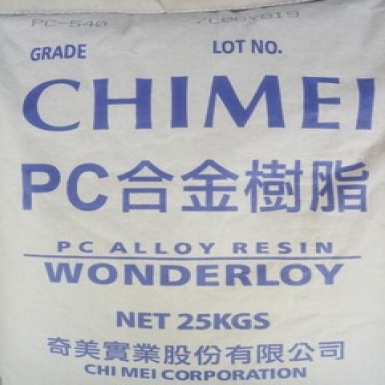 PC-540
GRADE LOT NO.
CHIMEI
PC合金樹脂
PC ALLOY RESIN
WONDERLOY
NET 25KGS
奇美實業股份有限公司
CHI MEI CORPORATION